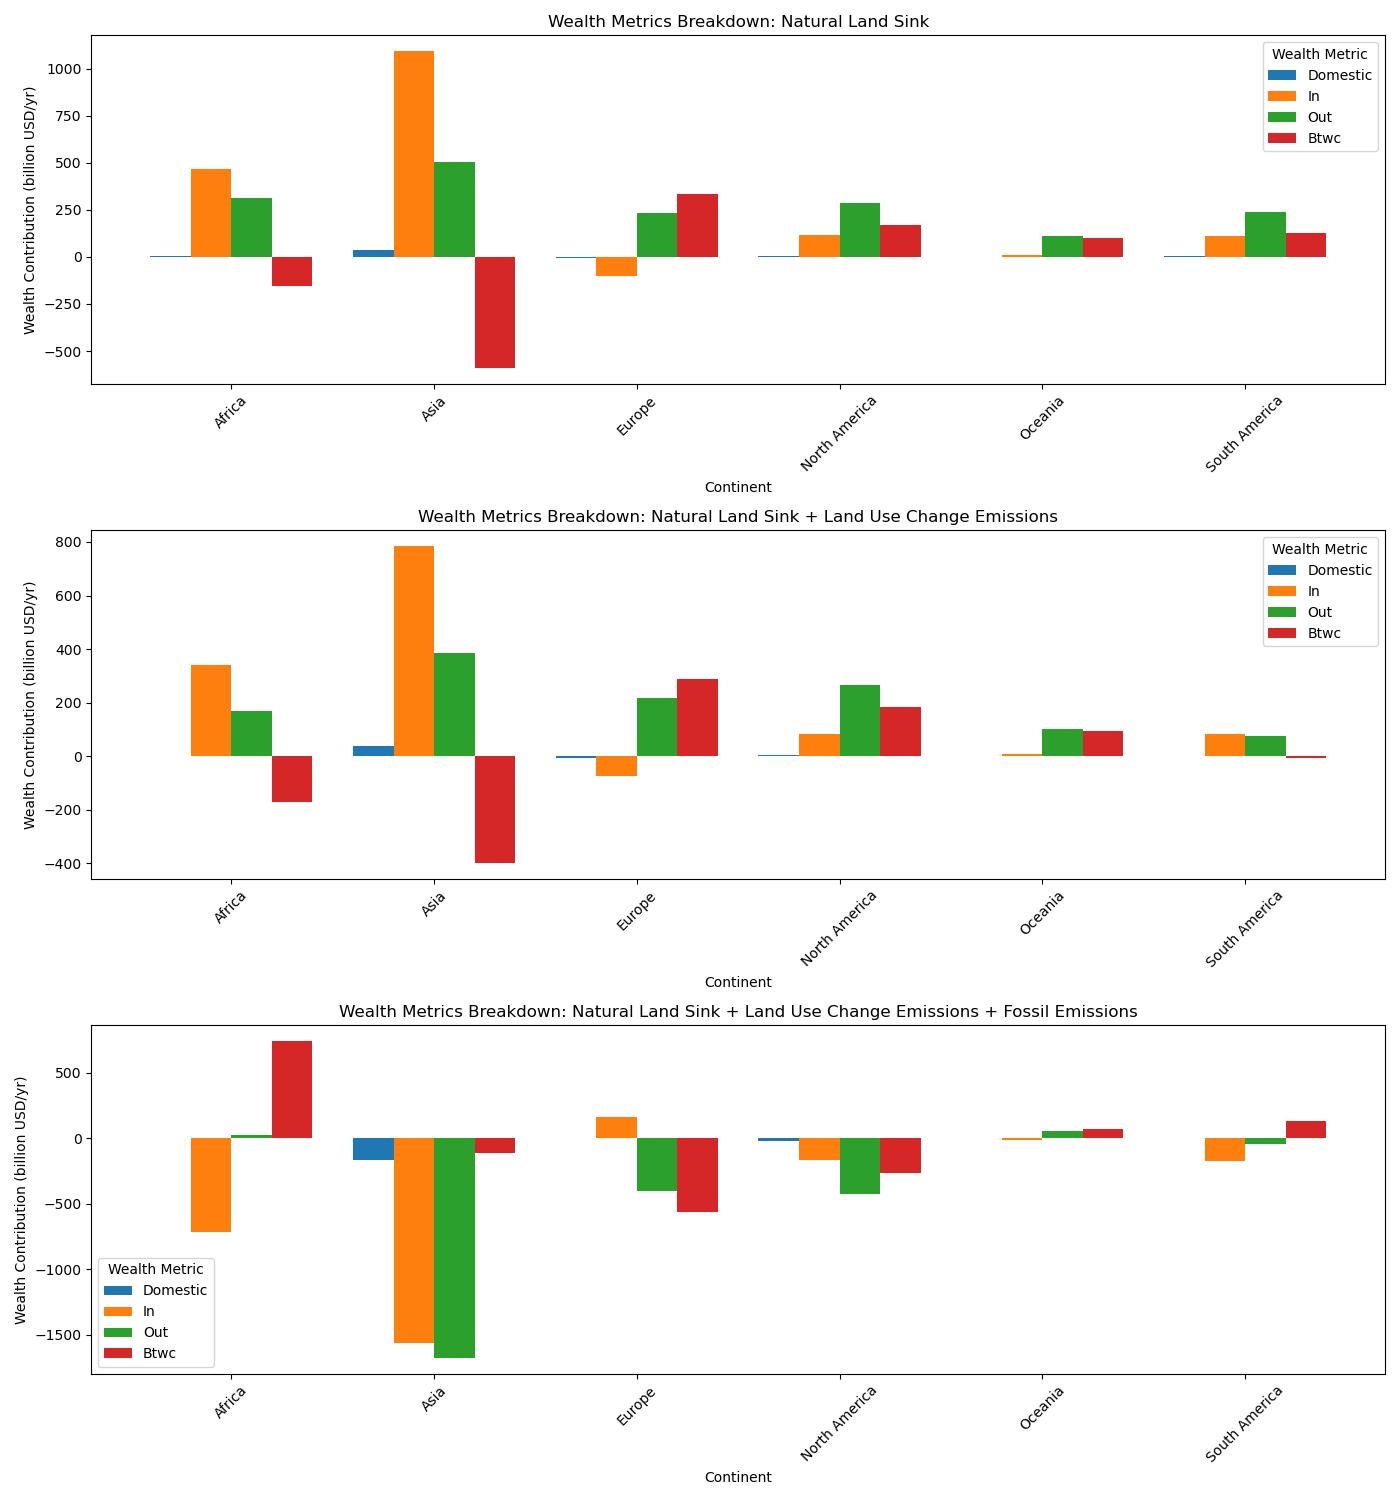 Wealth Metrics Breakdown: Natural Land Sink
Wealth Contribution (billion USD/yr)
1000
750
500
250
0
−250
−500
Wealth Metric
Domestic
In
Out
Btwc
Africa
Asia
Europe
North America
Oceania
South America
Continent
Wealth Metrics Breakdown: Natural Land Sink + Land Use Change Emissions
Wealth Contribution (billion USD/yr)
800
600
400
200
0
−200
−400
Wealth Metric
Domestic
In
Out
Btwc
Africa
Asia
Europe
North America
Oceania
South America
Continent
Wealth Metrics Breakdown: Natural Land Sink + Land Use Change Emissions + Fossil Emissions
Wealth Contribution (billion USD/yr)
500
0
−500
−1000
−1500
Wealth Metric
Domestic
In
Out
Btwc
Africa
Asia
Europe
North America
Oceania
South America
Continent